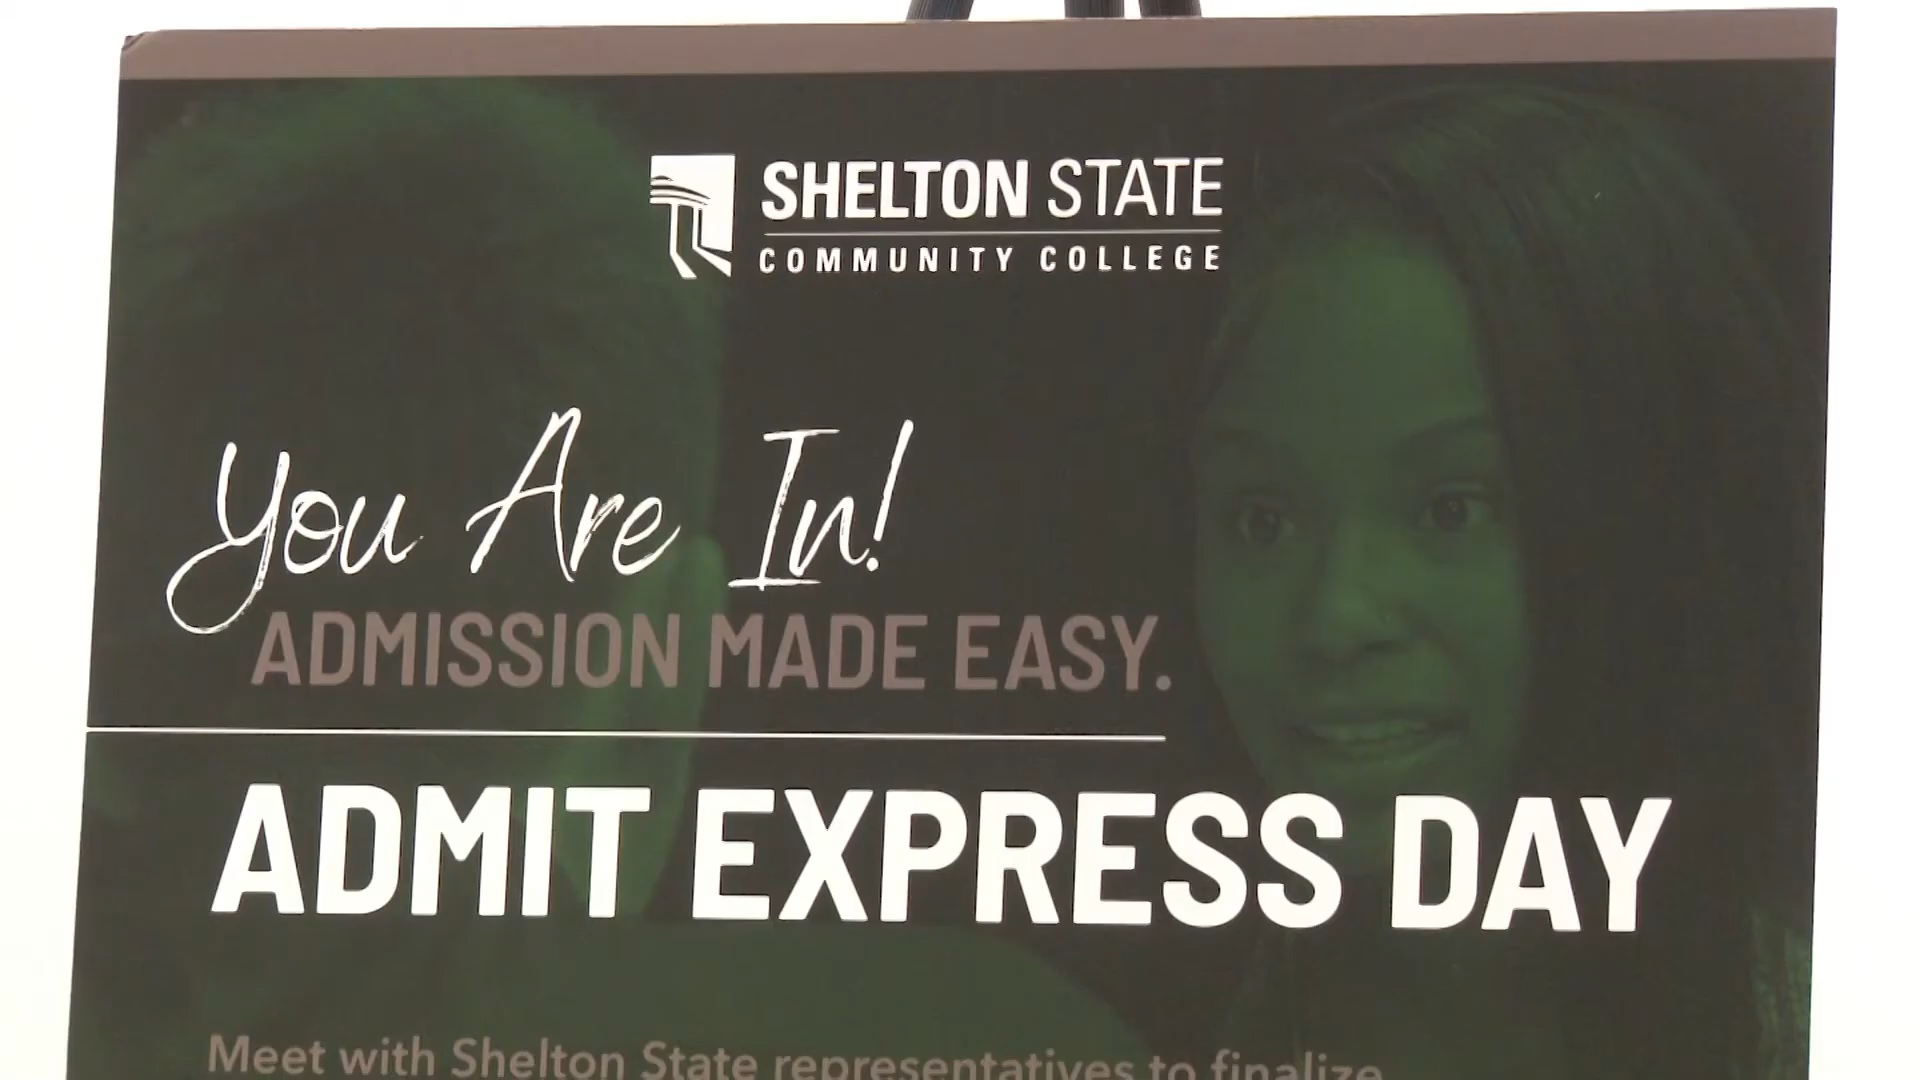 SHELTON STATE
COMMUNITY COLLEGE
You Are In!
ADMISSION MADE EASY.
ADMIT EXPRESS DAY
Meet with Shelton State representatives to finalize